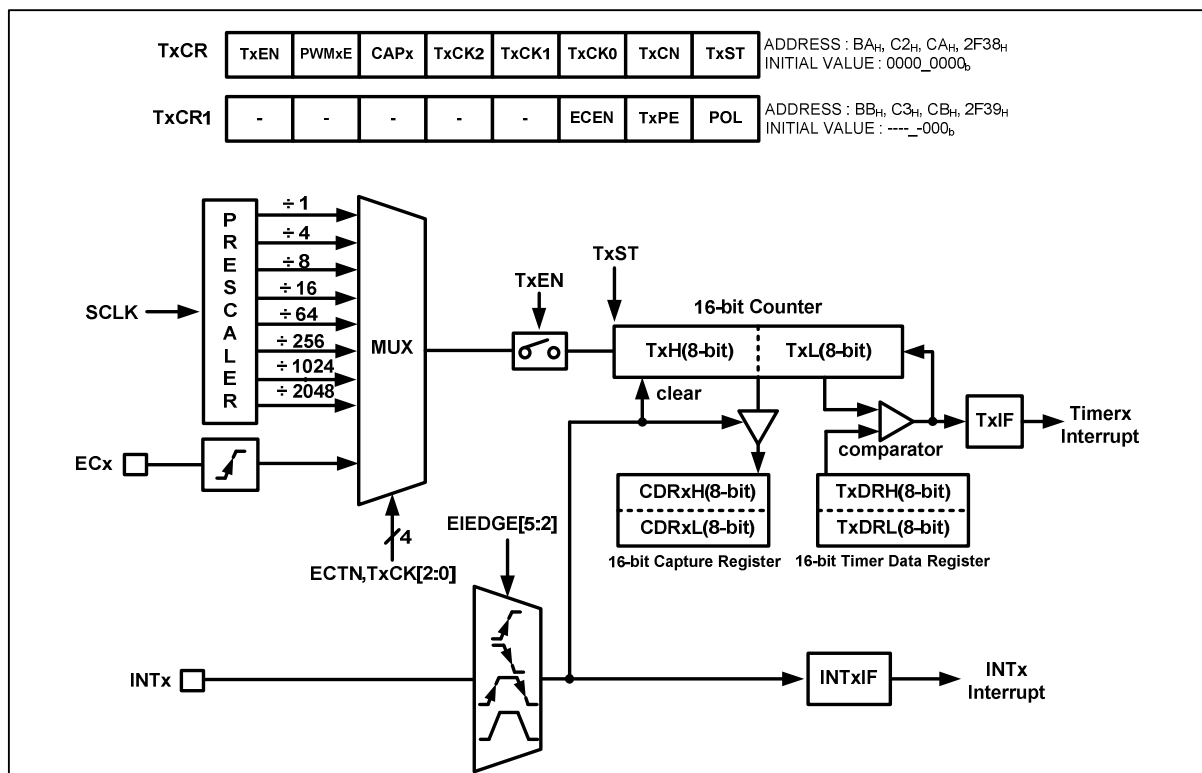 TxCR TxEN PWMxE CAPx TxCK2 TxCK1 TxCK0 TxCN TxST ADDRESS : BAH, C2H, CAH, 2F38H
INITIAL VALUE : 0000_0000b
TxCR1 - - - - - ECEN TxPE POL ADDRESS : BBH, C3H, CBH, 2F39H
INITIAL VALUE : ----_-000b
PRESCALER
÷ 1
÷ 4
÷ 8
÷ 16
÷ 64
÷ 256
÷ 1024
÷ 2048
SCLK
MUX
TxEN
TxST
16-bit Counter
TxH(8-bit) TxL(8-bit)
clear
comparator
TxIF
Timerx
Interrupt
ECx
CDRxH(8-bit)
CDRxL(8-bit)
16-bit Capture Register
TxDRH(8-bit)
TxDRL(8-bit)
16-bit Timer Data Register
4
ECTN,TxCK[2:0]
EIEDGE[5:2]
INTx
INTxIF
INTx
Interrupt